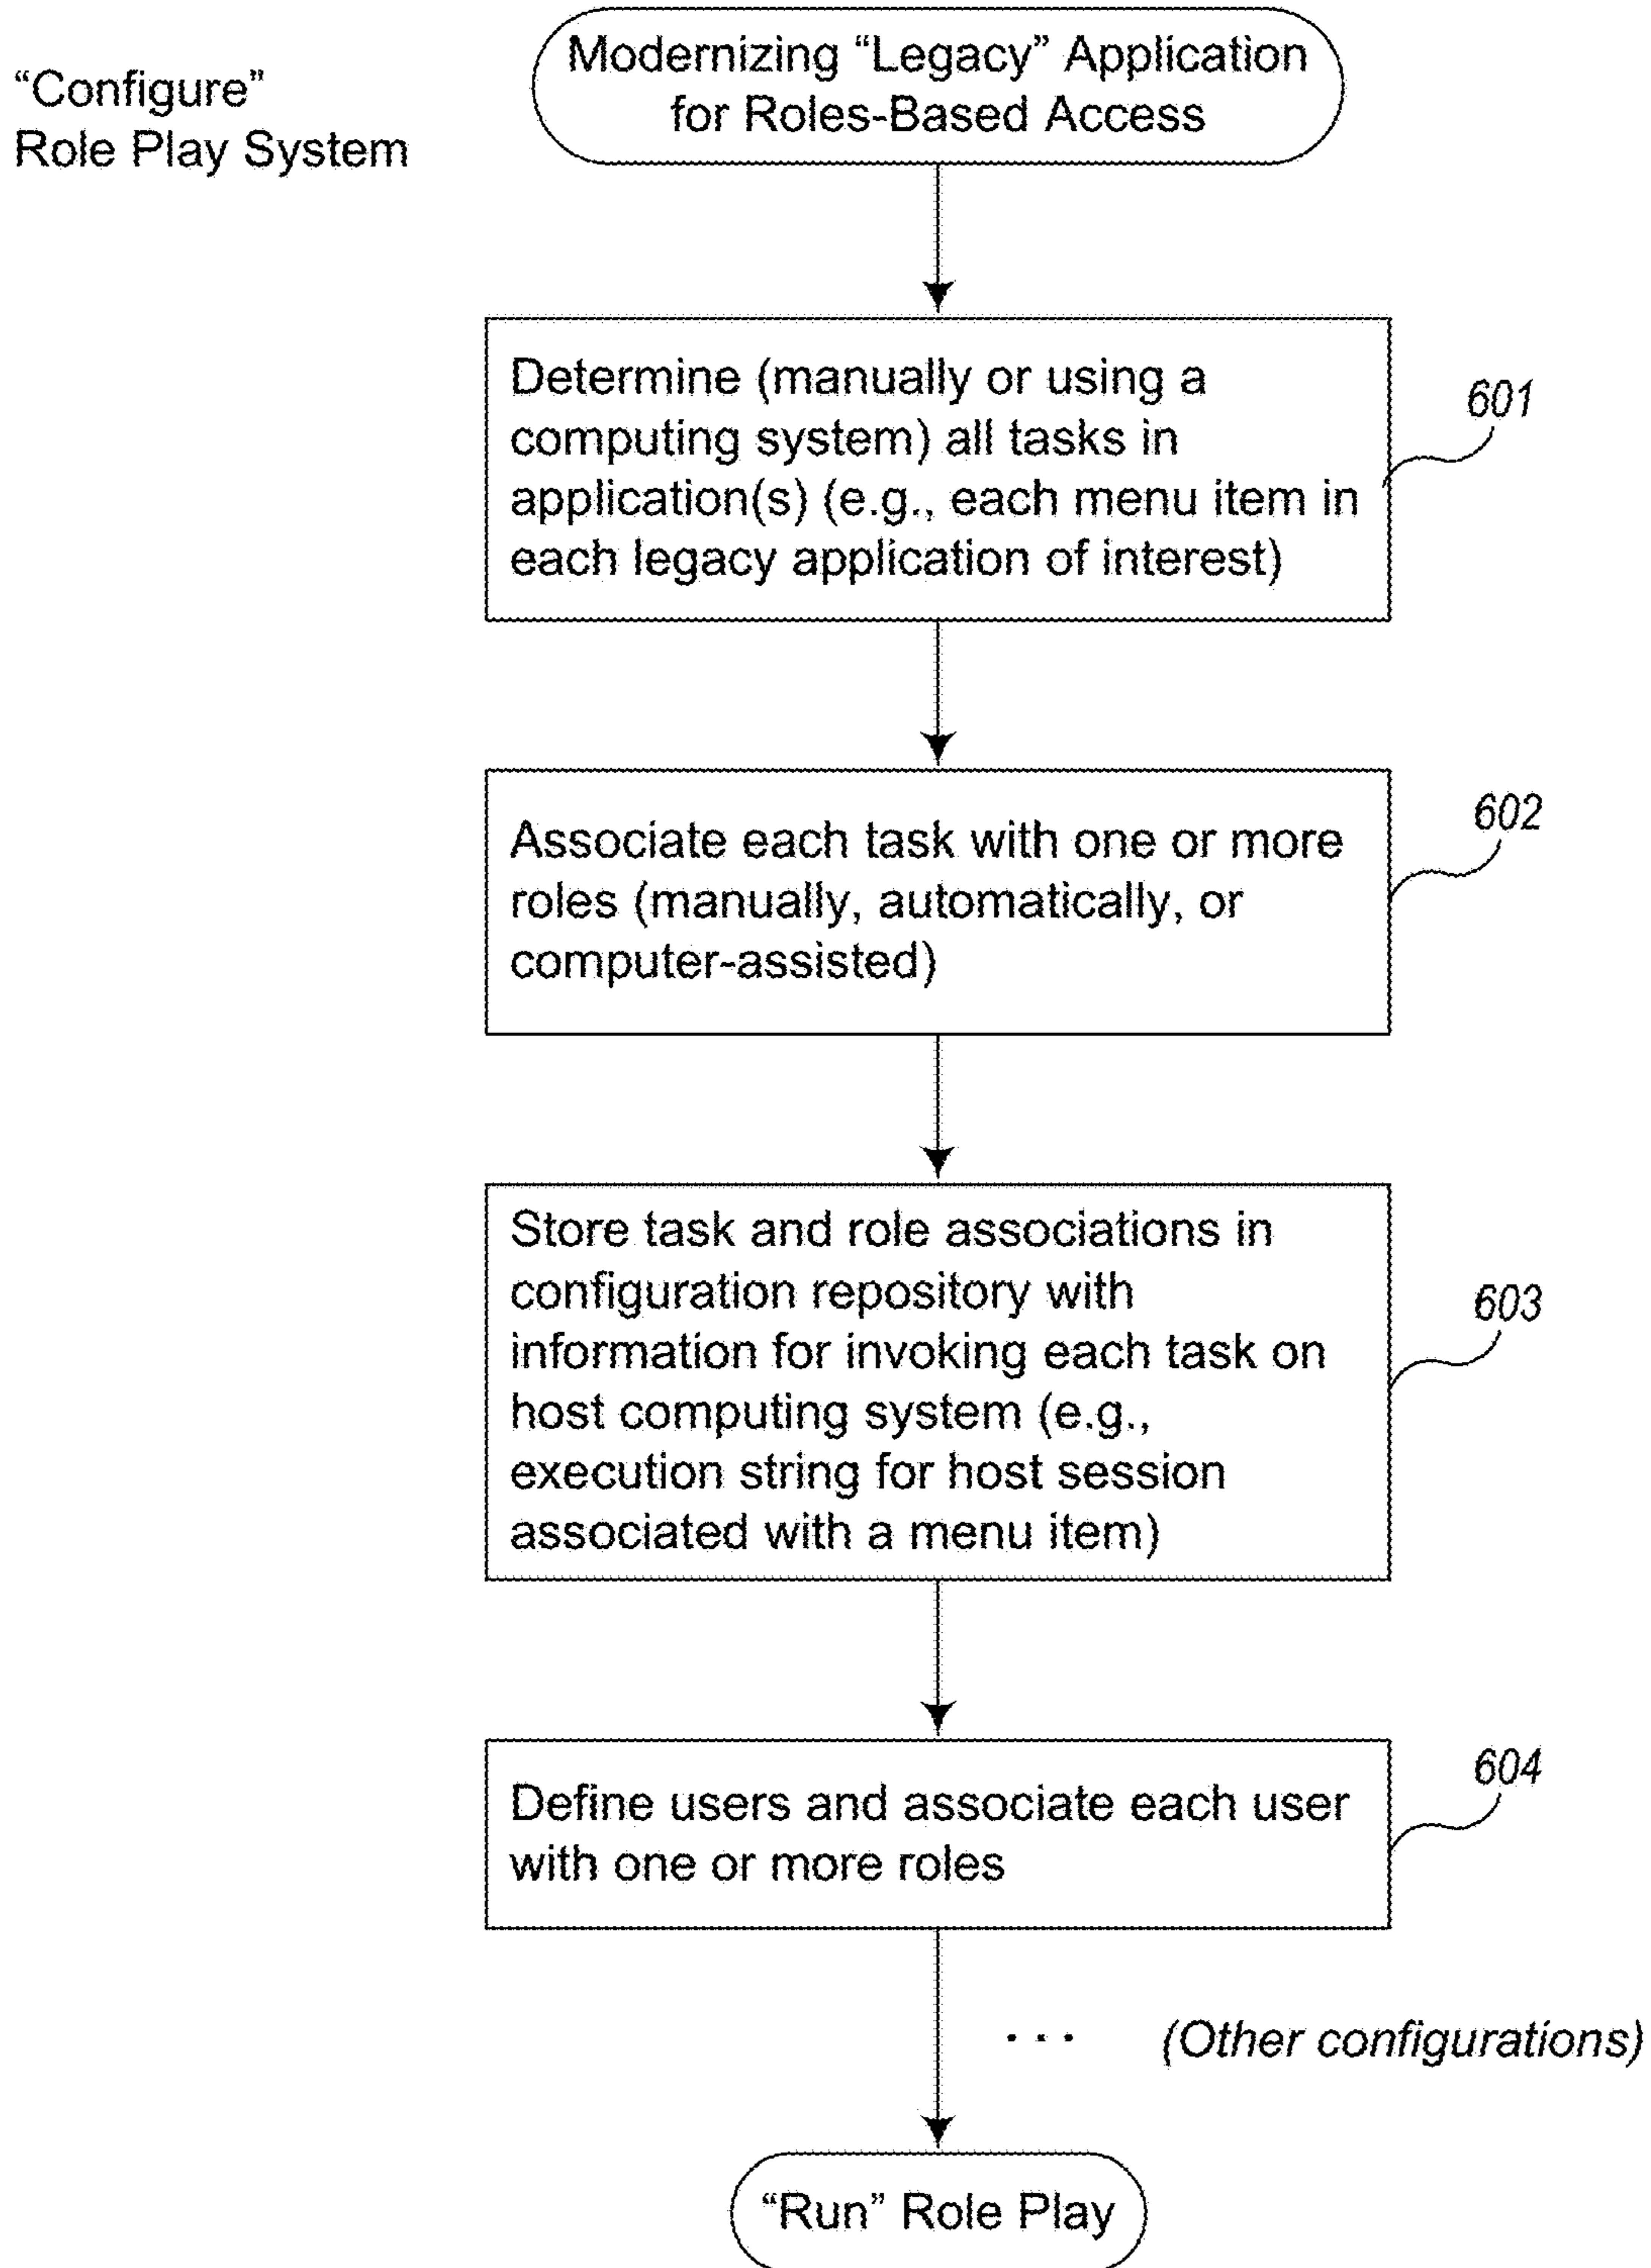 “Configure”
Role Play System
Modernizing “Legacy” Application
for Roles-Based Access
Determine (manually or using a
computing system) all tasks in
application(s) (e.g., each menu item in
each legacy application of interest)
601
Associate each task with one or more
roles (manually, automatically, or
computer-assisted)
602
Store task and role associations in
configuration repository with
information for invoking each task on
host computing system (e.g.,
execution string for host session
associated with a menu item)
603
Define users and associate each user
with one or more roles
604
... (Other configurations)
“Run” Role Play